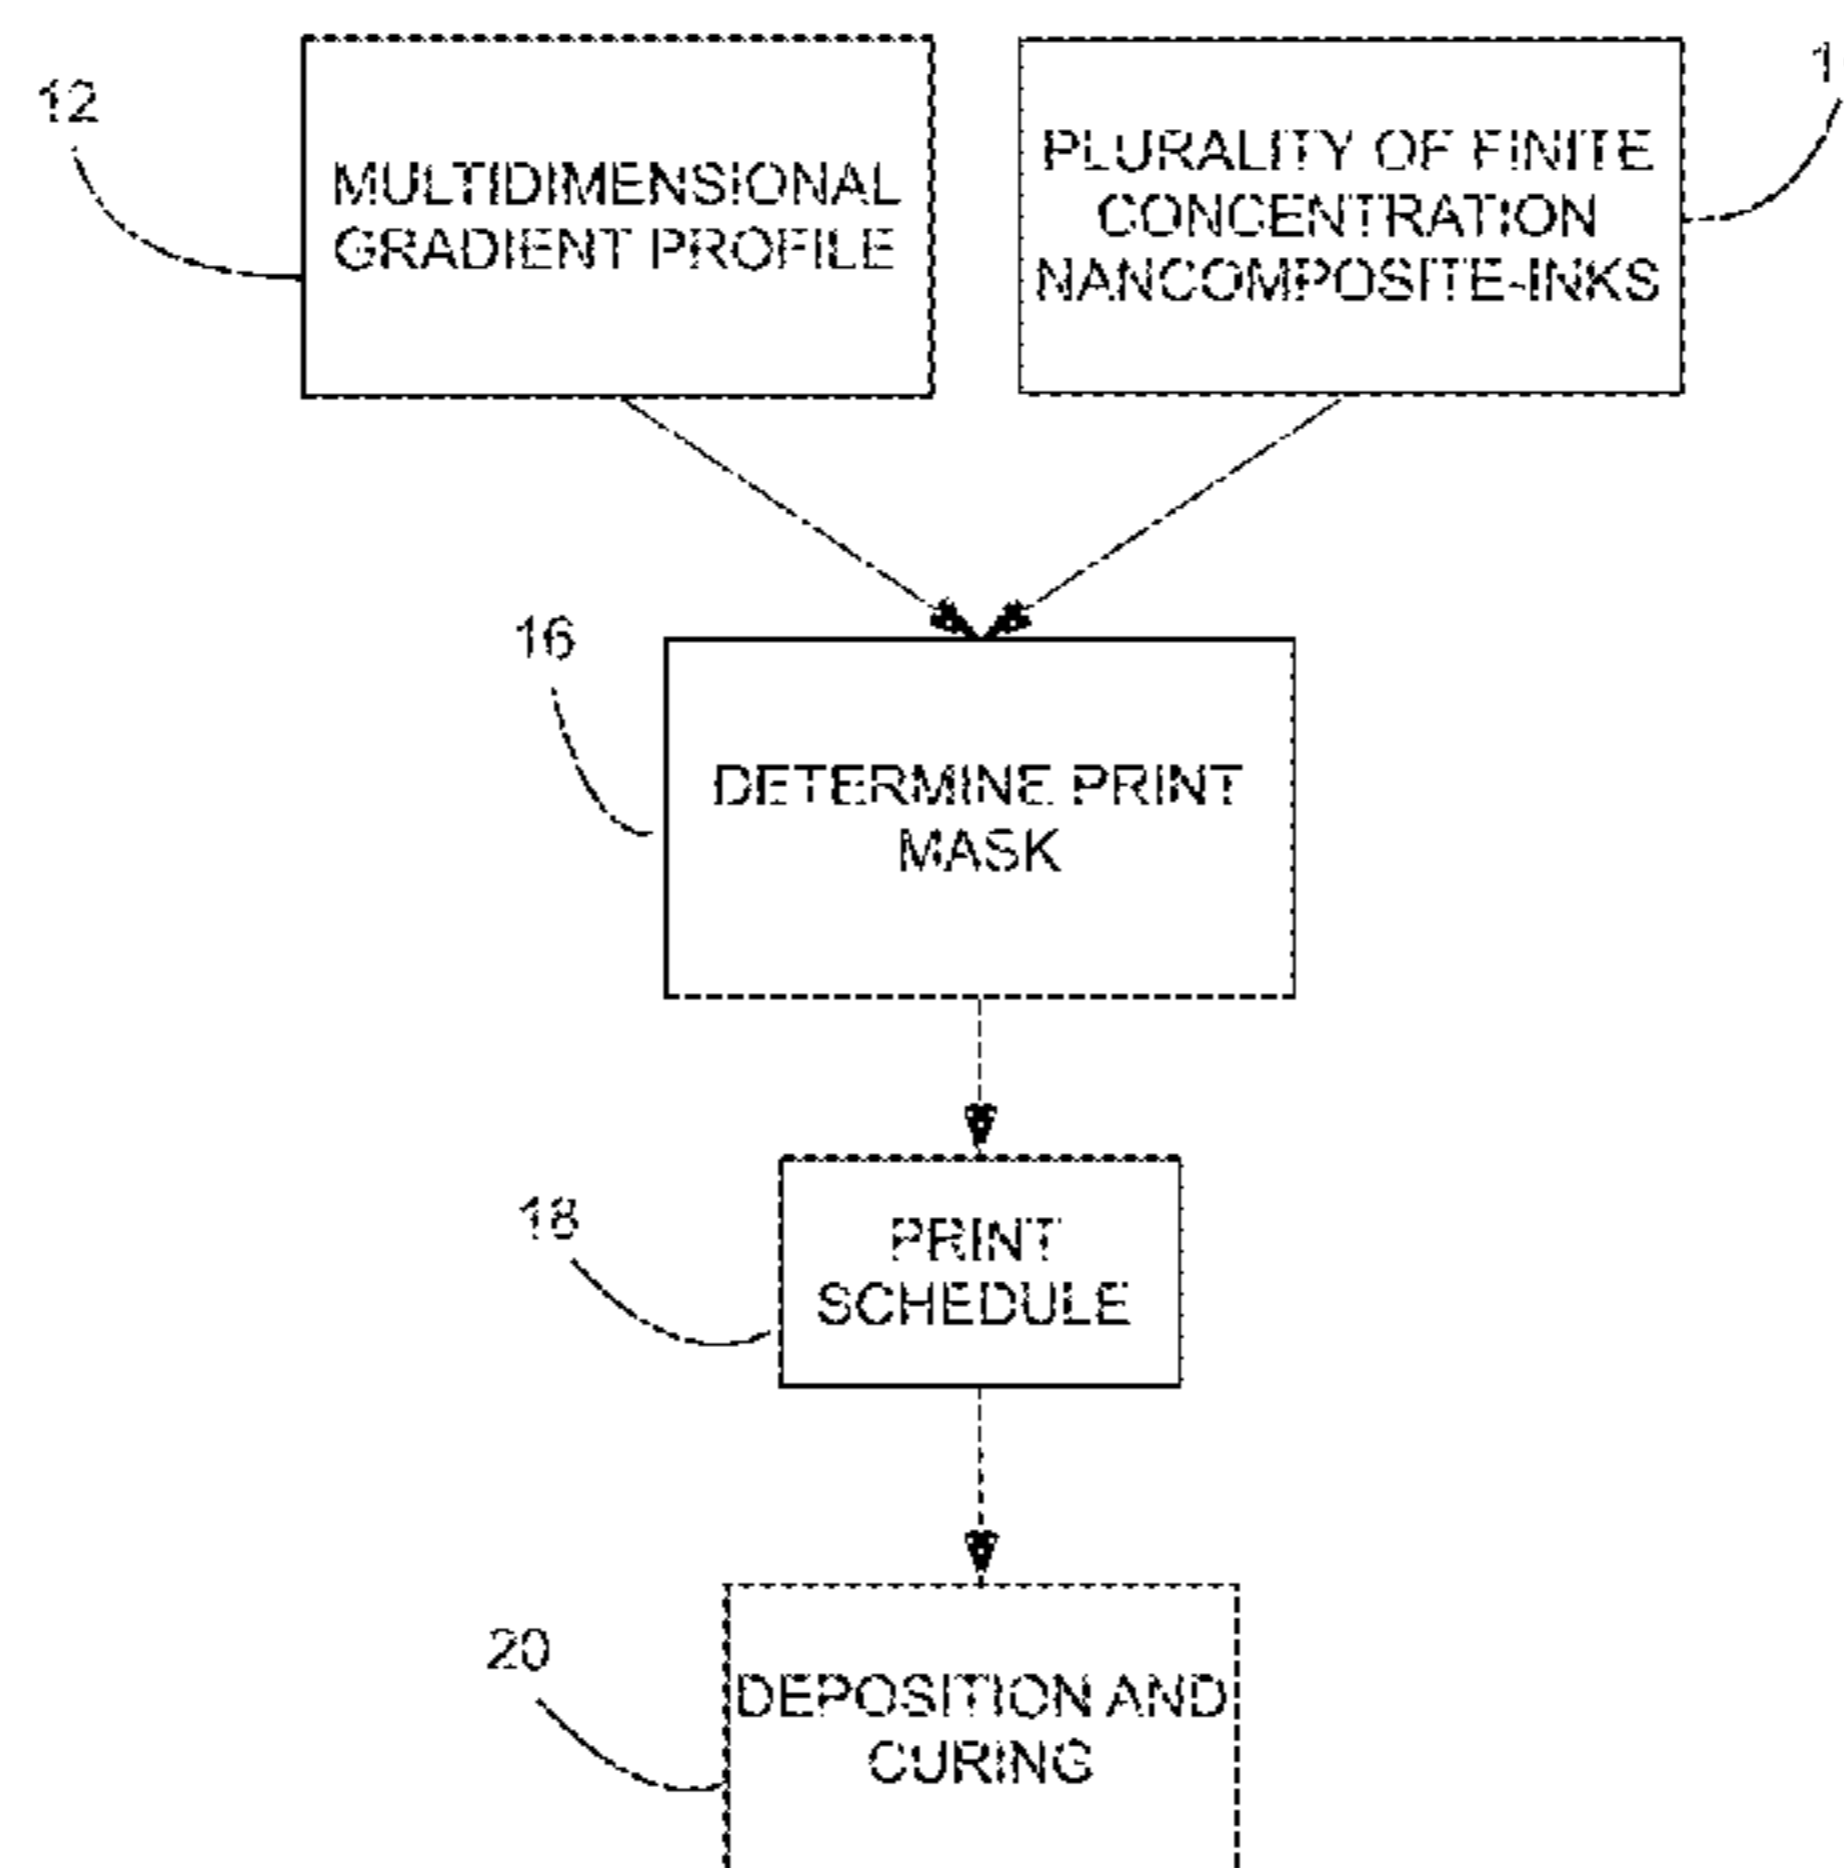 12
MULTIDIMENSIONAL
GRADIENT PROFILE
PLURALITY OF FINITE
CONCENTRATION
NANCOMPOSITE-INKS
16
DETERMINE PRINT
MASK
18
PRINT
SCHEDULE
20
DEPOSITION AND
CURING